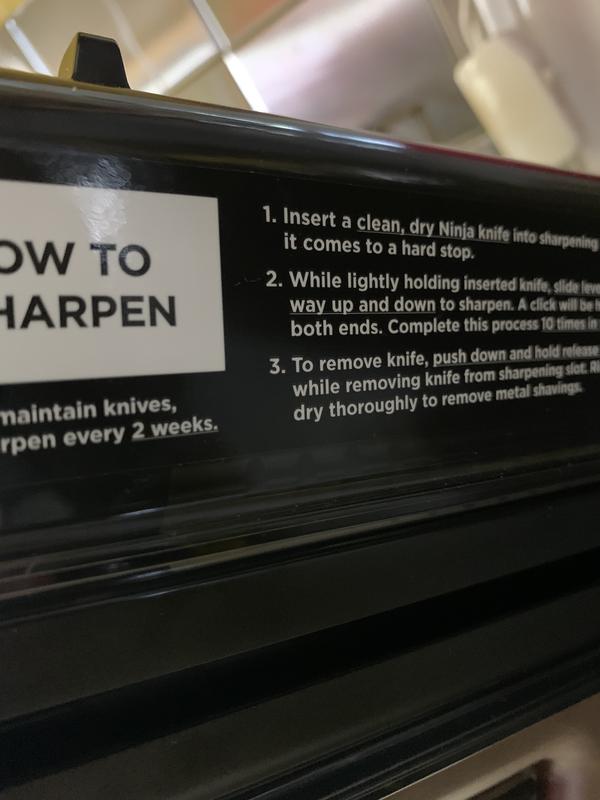 OW TO
HARPEN
maintain knives,
rpen every 2 weeks.
1. Insert a clean, dry Ninja knife into sharpening
it comes to a hard stop.
2. While lightly holding inserted knife, slide leve
way up and down to sharpen. A click will be h
both ends. Complete this process 10 times in
3. To remove knife, push down and hold release
while removing knife from sharpening slot. Ri
dry thoroughly to remove metal shavings.